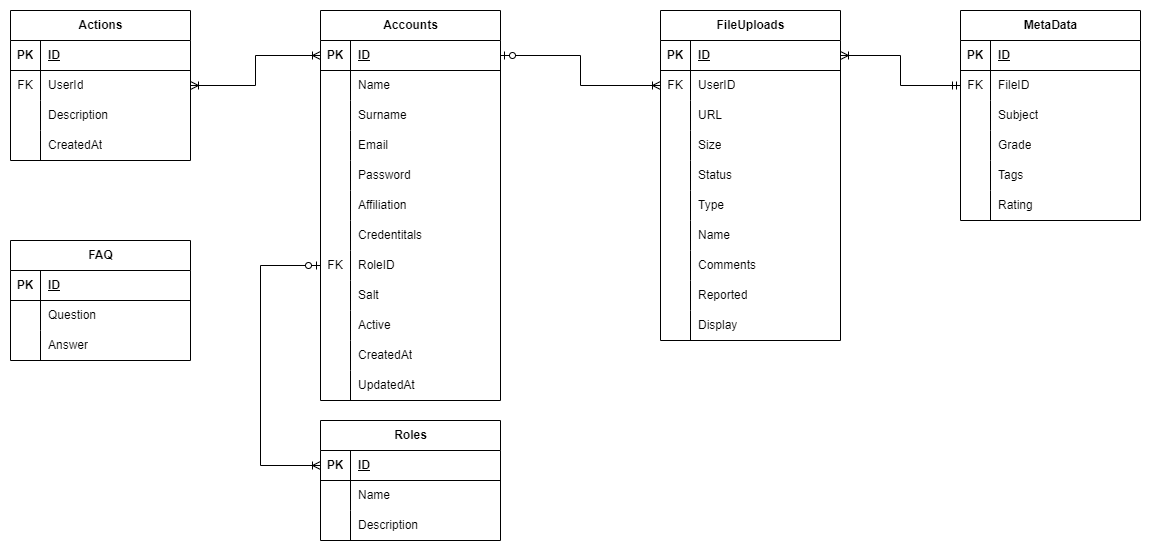 Actions
PK ID
FK UserId
Description
CreatedAt
FAQ
PK ID
Question
Answer
Accounts
PK ID
Name
Surname
Email
Password
Affiliation
Credentitals
FK RoleID
Salt
Active
CreatedAt
UpdatedAt
Roles
PK ID
Name
Description
FileUploads
PK ID
FK UserID
URL
Size
Status
Type
Name
Comments
Reported
Display
MetaData
PK ID
FK FileID
Subject
Grade
Tags
Rating